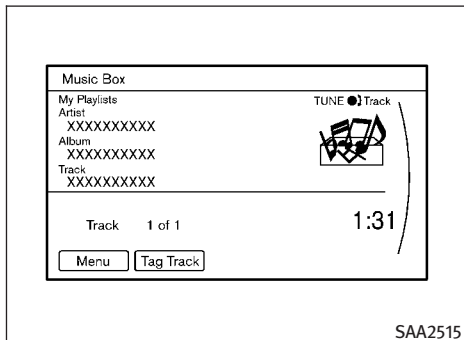 Music Box
My Playlists
TUNE Track
Artist
XXXXXXXXXX
Album
XXXXXXXXXX
Track
XXXXXXXXXX
Track 1 of 1
1:31
Menu
Tag Track
SAA2515